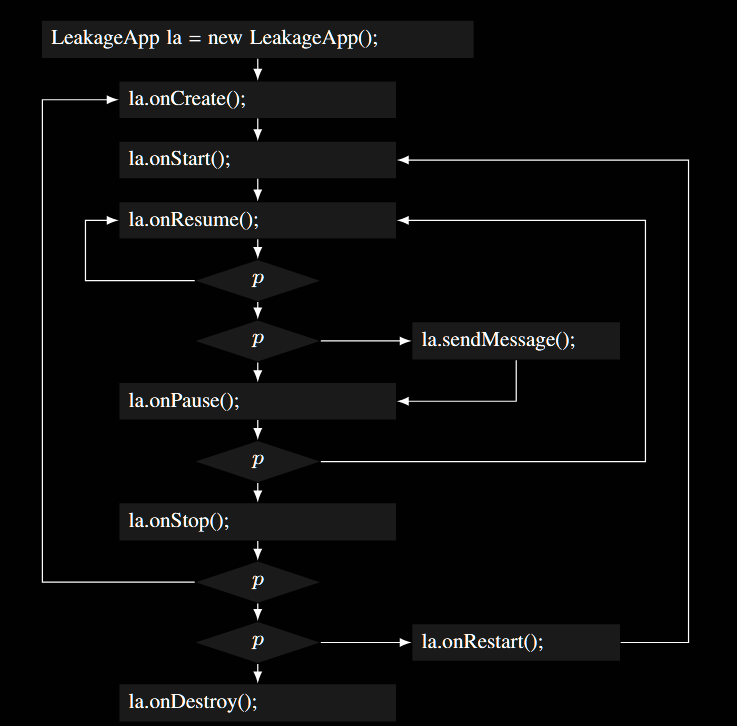 LeakageApp la = new LeakageApp();
la.onCreate();
la.onStart();
la.onResume();
p
p
la.sendMessage();
la.onPause();
p
la.onStop();
p
p
la.onRestart();
la.onDestroy();